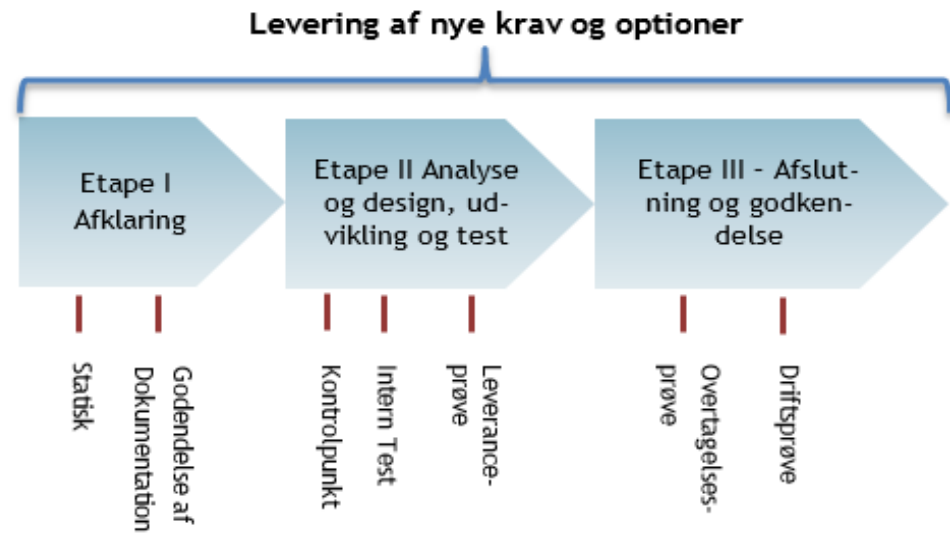 Levering af nye krav og optioner
Etape I
Afklaring
Etape II Analyse
og design, ud-
vikling og test
Etape III - Afslut-
ning og godken-
delse
Statisk
Godendelse af
Dokumentation
Kontrolpunkt
Intern Test
Leverance-
prøve
Overtagelses-
prøve
Driftsprøve